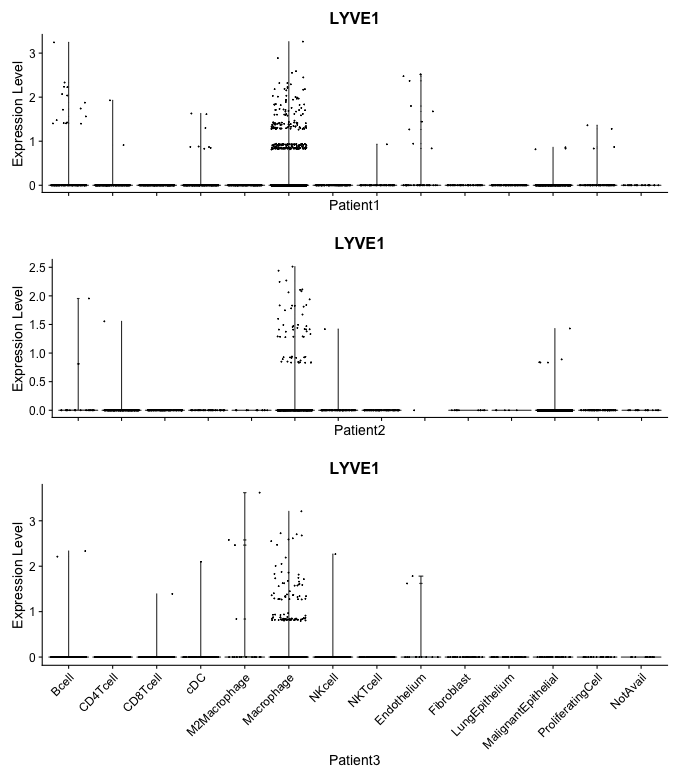 LYVE1
Expression Level
3
2
1
0
Patient1
LYVE1
Expression Level
2.5
2.0
1.5
1.0
0.5
0.0
Patient2
LYVE1
Expression Level
3
2
1
0
Bcell
CD4Tcell
CD8Tcell
cDC
M2Macrophage
Macrophage
NKcell
NKTcell
Endothelium
Fibroblast
LungEpithelium
MalignantEpithelial
ProliferatingCell
NotAvail
Patient3